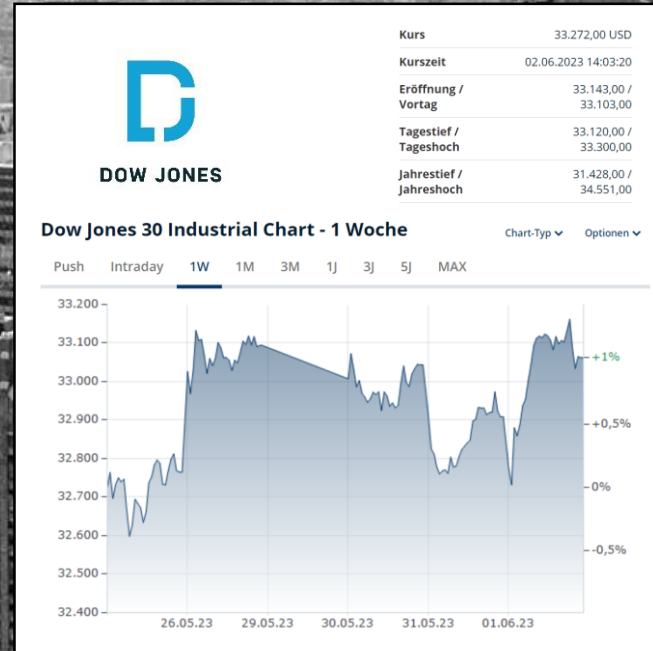 DOW JONES
Kurs 33.272,00 USD
Kurszeit 02.06.2023 14:03:20
Eröffnung / 33.143,00 /
Vortag 33.103,00
Tagestief / 33.120,00 /
Tageshoch 33.300,00
Jahrestief / 31.428,00 /
Jahreshoch 34.551,00
Dow Jones 30 Industrial Chart - 1 Woche
Chart-Typ Optionen
Push Intraday 1W 1M 3M 1J 3J 5J MAX
33.200
33.100
33.000
32.900
32.800
32.700
32.600
32.500
32.400
+1%
+0,5%
0%
-0,5%
26.05.23 29.05.23 30.05.23 31.05.23 01.06.23